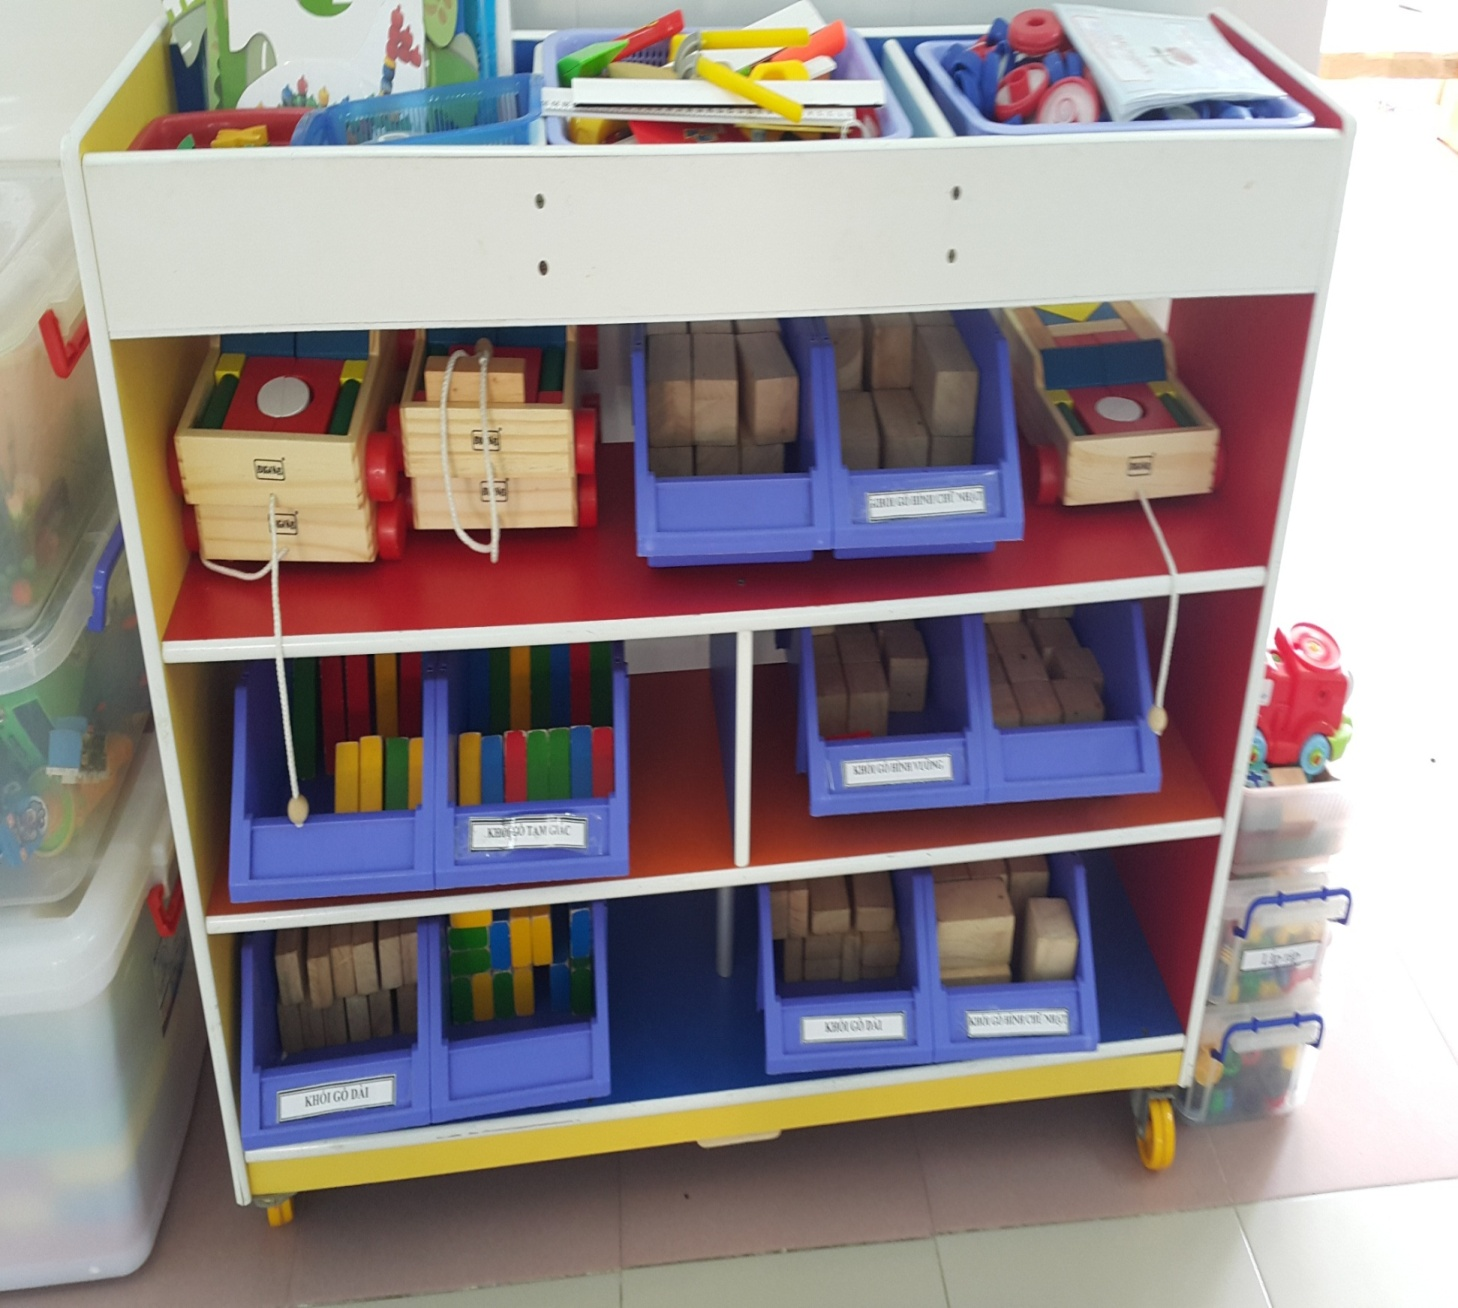 KHỐI GỖ HÌNH CHỮ NHẬT
KHỐI GỖ TAM GIÁC
KHỐI GỖ HÌNH VUÔNG
KHỐI GỖ DÀI
KHỐI GỖ DÀI
KHỐI GỖ HÌNH CHỮ NHẬT